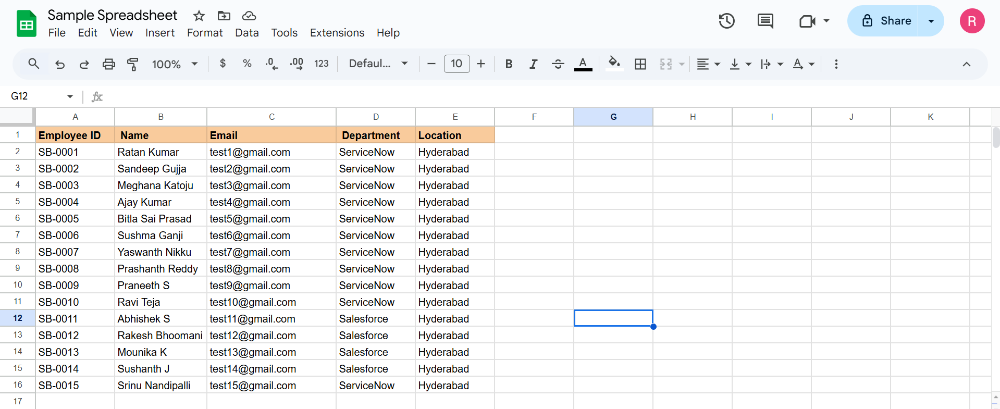 Sample Spreadsheet
File Edit View Insert Format Data Tools Extensions Help
Share
R
100% $ % .0 .00 123 Defaul... 10 B I A A
G12 fx
A B C D E F G H I J K
1 Employee ID Name Email Department Location
2 SB-0001 Ratan Kumar test1@gmail.com ServiceNow Hyderabad
3 SB-0002 Sandeep Gujja test2@gmail.com ServiceNow Hyderabad
4 SB-0003 Meghana Katoju test3@gmail.com ServiceNow Hyderabad
5 SB-0004 Ajay Kumar test4@gmail.com ServiceNow Hyderabad
6 SB-0005 Bitla Sai Prasad test5@gmail.com ServiceNow Hyderabad
7 SB-0006 Sushma Ganji test6@gmail.com ServiceNow Hyderabad
8 SB-0007 Yaswanth Nikku test7@gmail.com ServiceNow Hyderabad
9 SB-0008 Prashanth Reddy test8@gmail.com ServiceNow Hyderabad
10 SB-0009 Praneeth S test9@gmail.com ServiceNow Hyderabad
11 SB-0010 Ravi Teja test10@gmail.com ServiceNow Hyderabad
12 SB-0011 Abhishek S test11@gmail.com Salesforce Hyderabad
13 SB-0012 Rakesh Bhoomani test12@gmail.com Salesforce Hyderabad
14 SB-0013 Mounika K test13@gmail.com Salesforce Hyderabad
15 SB-0014 Sushanth J test14@gmail.com Salesforce Hyderabad
16 SB-0015 Srinu Nandipalli test15@gmail.com ServiceNow Hyderabad
17